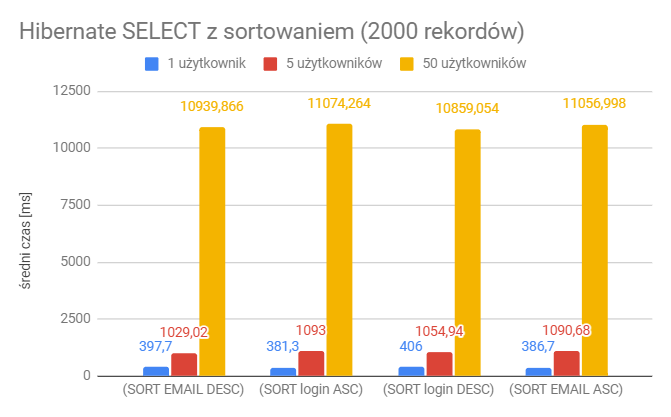 Hibernate SELECT z sortowaniem (2000 rekordów)
1 użytkownik 5 użytkowników 50 użytkowników
średni czas [ms]
12500
10000
7500
5000
2500
0
10939,866 11074,264 10859,054 11056,998
1029,02 1093 1054,94 1090,68
397,7 381,3 406 386,7
(SORT EMAIL DESC) (SORT login ASC) (SORT login DESC) (SORT EMAIL ASC)